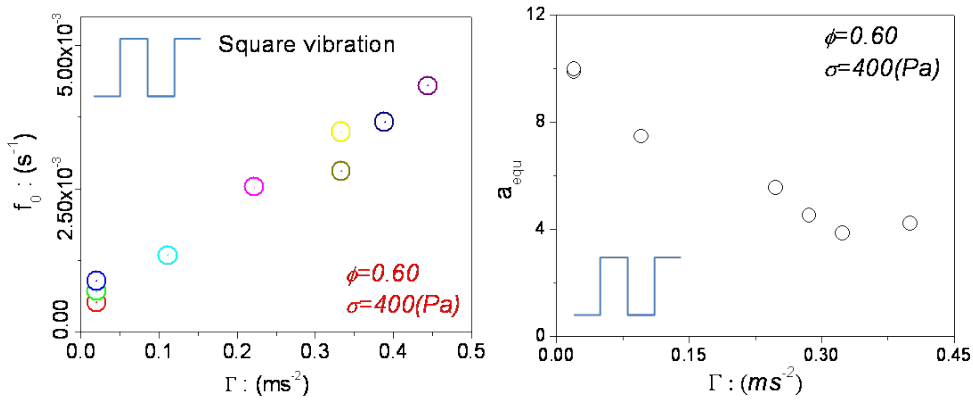 Square vibration
5.00x10⁻³
2.50x10⁻³
0.00
f₀ : (s⁻¹)
ϕ=0.60
σ=400(Pa)
0.0 0.1 0.2 0.3 0.4 0.5
Γ : (ms⁻²)
12
8
4
0
a equ
ϕ=0.60
σ=400(Pa)
0.00 0.15 0.30 0.45
Γ : (ms⁻²)